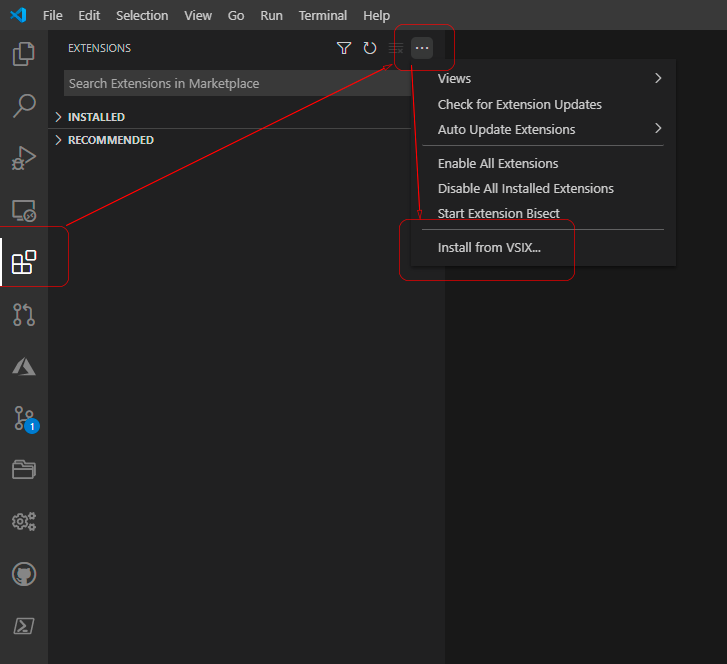 File Edit Selection View Go Run Terminal Help
EXTENSIONS
Search Extensions in Marketplace
INSTALLED
RECOMMENDED
Views
Check for Extension Updates
Auto Update Extensions
Enable All Extensions
Disable All Installed Extensions
Start Extension Bisect
Install from VSIX...
1